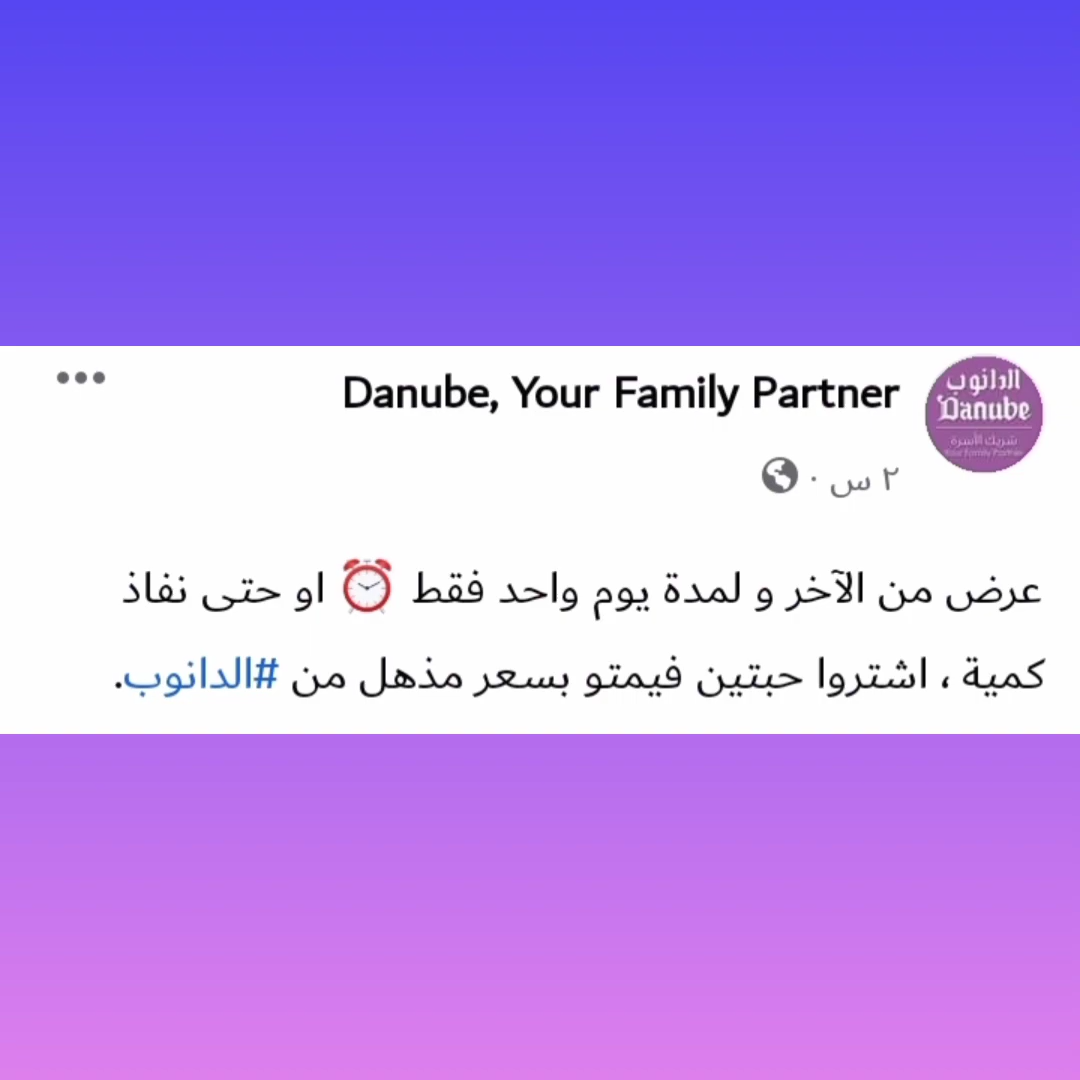 Danube, Your Family Partner
الدانوب
Danube
شريك الأسرة
Your Family Partner
٢ س ·
عرض من الآخر و لمدة يوم واحد فقط ⏰ او حتى نفاذ
كمية ، اشتروا حبتين فيمتو بسعر مذهل من #الدانوب.